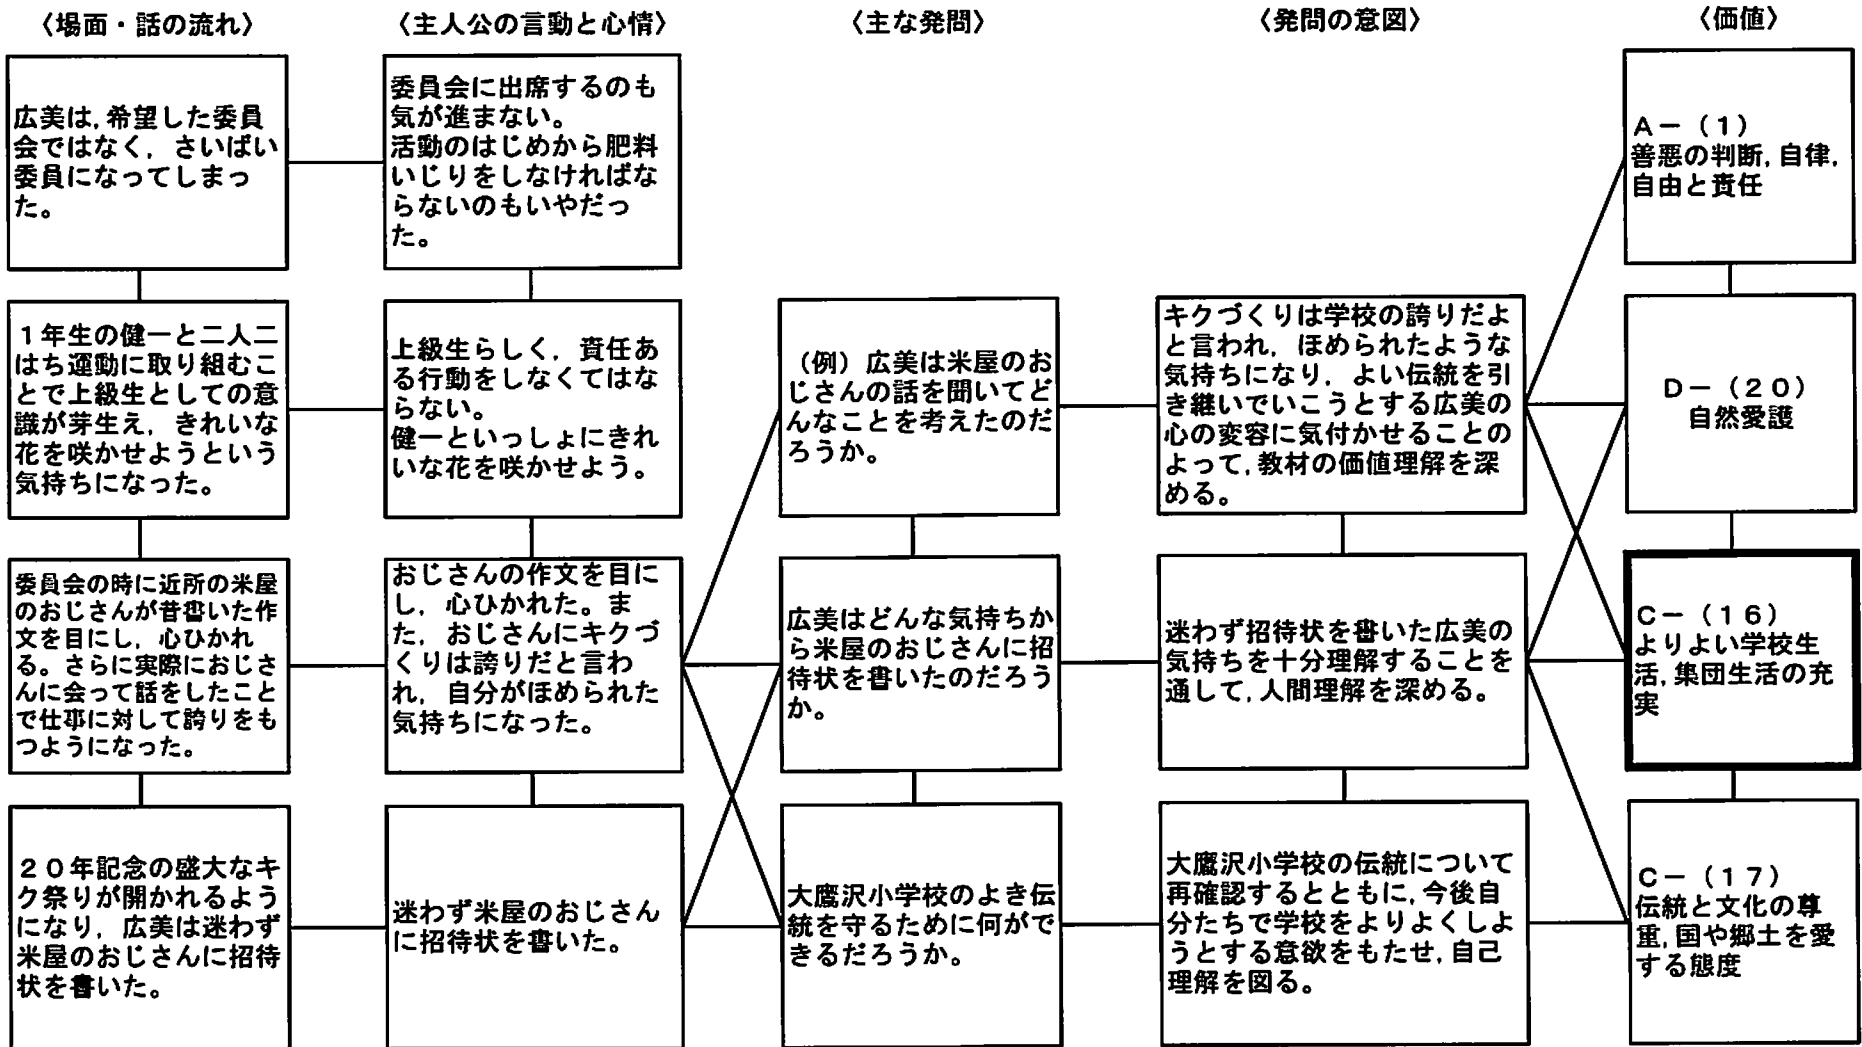 〈場面・話の流れ〉
広美は，希望した委員
会ではなく，さいばい
委員になってしまっ
た。
１年生の健一と二人二
はち運動に取り組むこ
とで上級生としての意
識が芽生え，きれいな
花を咲かせようという
気持ちになった。
委員会の時に近所の米屋
のおじさんが昔書いた作
文を目にし，心ひかれ
る。さらに実際におじさ
んに会って話をしたこと
で仕事に対して誇りをも
つようになった。
２０年記念の盛大なキ
ク祭りが開かれるよう
になり，広美は迷わず
米屋のおじさんに招待
状を書いた。
〈主人公の言動と心情〉
委員会に出席するのも
気が進まない。
活動のはじめから肥料
いじりをしなければな
らないのもいやだっ
た。
上級生らしく，責任あ
る行動をしなくてはな
らない。
健一といっしょにきれ
いな花を咲かせよう。
おじさんの作文を目に
し，心ひかれた。ま
た，おじさんにキクづ
くりは誇りだと言わ
れ，自分がほめられた
気持ちになった。
迷わず米屋のおじさん
に招待状を書いた。
〈主な発問〉
（例）広美は米屋のお
じさんの話を聞いてど
んなことを考えたのだ
ろうか。
広美はどんな気持ちか
ら米屋のおじさんに招
待状を書いたのだろう
か。
大鷹沢小学校のよき伝
統を守るために何がで
きるだろうか。
〈発問の意図〉
キクづくりは学校の誇りだよ
と言われ，ほめられたような
気持ちになり，よい伝統を引
き継いでいこうとする広美の
心の変容に気付かせることの
よって，教材の価値理解を深
める。
迷わず招待状を書いた広美の
気持ちを十分理解することを
通して，人間理解を深める。
大鷹沢小学校の伝統について
再確認するとともに，今後自
分たちで学校をよりよくしよ
うとする意欲をもたせ，自己
理解を図る。
〈価値〉
Ａ－（１）
善悪の判断，自律，
自由と責任
Ｄ－（２０）
自然愛護
Ｃ－（１６）
よりよい学校生
活，集団生活の充
実
Ｃ－（１７）
伝統と文化の尊
重，国や郷土を愛
する態度